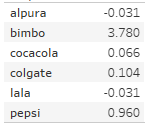 alpura -0.031
bimbo 3.780
cocacola 0.066
colgate 0.104
lala -0.031
pepsi 0.960